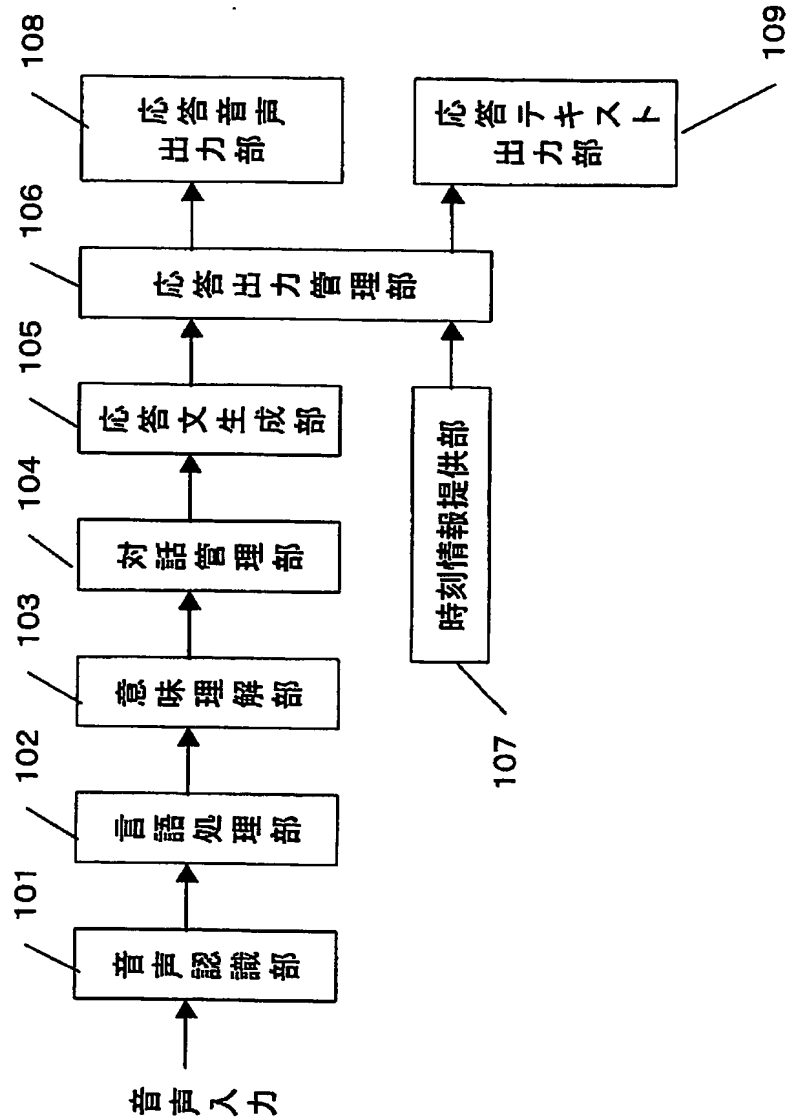 音声入力
101
音声認識部
102
言語処理部
103
意味理解部
104
対話管理部
105
応答文生成部
106
応答出力管理部
107
時刻情報提供部
108
応答音声
出力部
109
応答テキスト
出力部